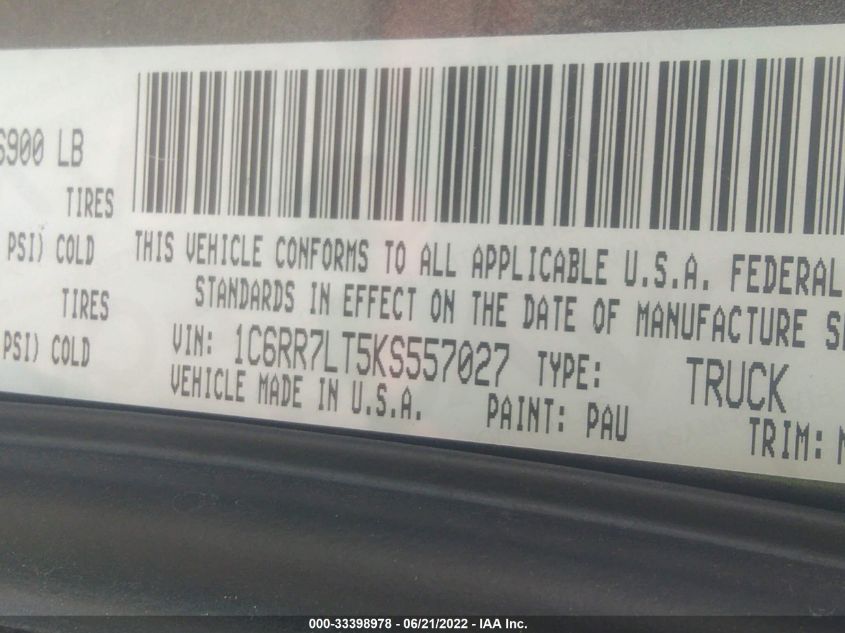 6900 LB
TIRES
PSI) COLD
TIRES
PSI) COLD
THIS VEHICLE CONFORMS TO ALL APPLICABLE U.S.A. FEDERAL
STANDARDS IN EFFECT ON THE DATE OF MANUFACTURE
VIN: 1C6RR7LT5KS557027 TYPE: TRUCK
VEHICLE MADE IN U.S.A. PAINT: PAU TRIM:
000-33398978 - 06/21/2022 - IAA Inc.